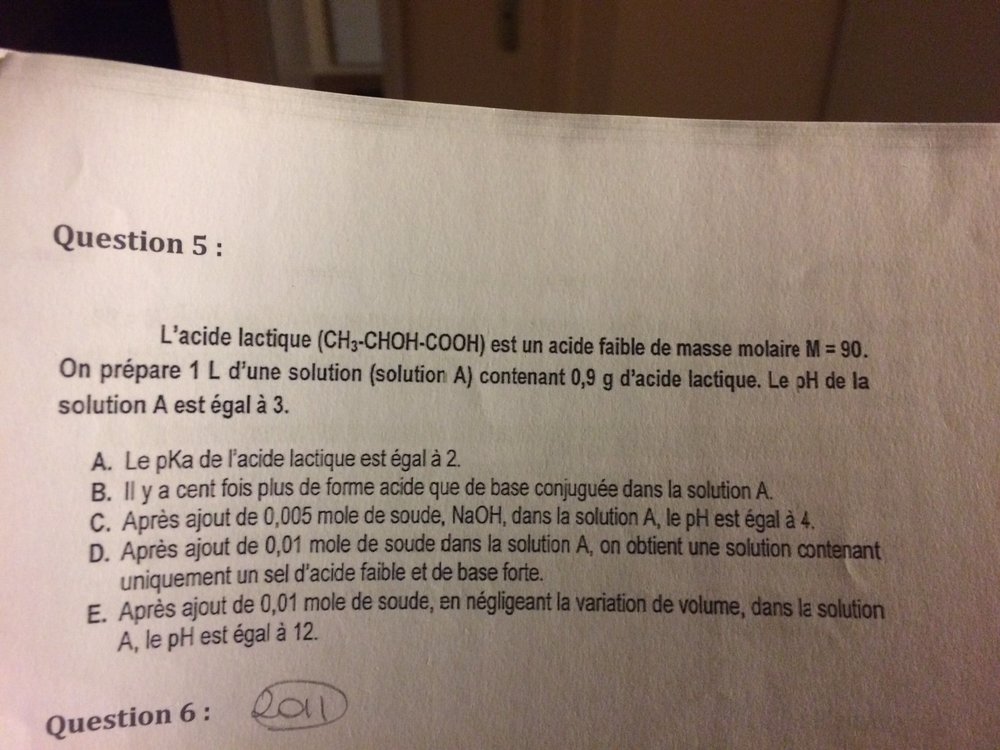 Question 5 :
L'acide lactique (CH₃-CHOH-COOH) est un acide faible de masse molaire M = 90.
On prépare 1 L d'une solution (solution A) contenant 0,9 g d'acide lactique. Le pH de la
solution A est égal à 3.
A. Le pKa de l'acide lactique est égal à 2.
B. Il y a cent fois plus de forme acide que de base conjuguée dans la solution A.
C. Après ajout de 0,005 mole de soude, NaOH, dans la solution A, le pH est égal à 4.
D. Après ajout de 0,01 mole de soude dans la solution A, on obtient une solution contenant
uniquement un sel d'acide faible et de base forte.
E. Après ajout de 0,01 mole de soude, en négligeant la variation de volume, dans la solution
A, le pH est égal à 12.
Question 6 : 2011